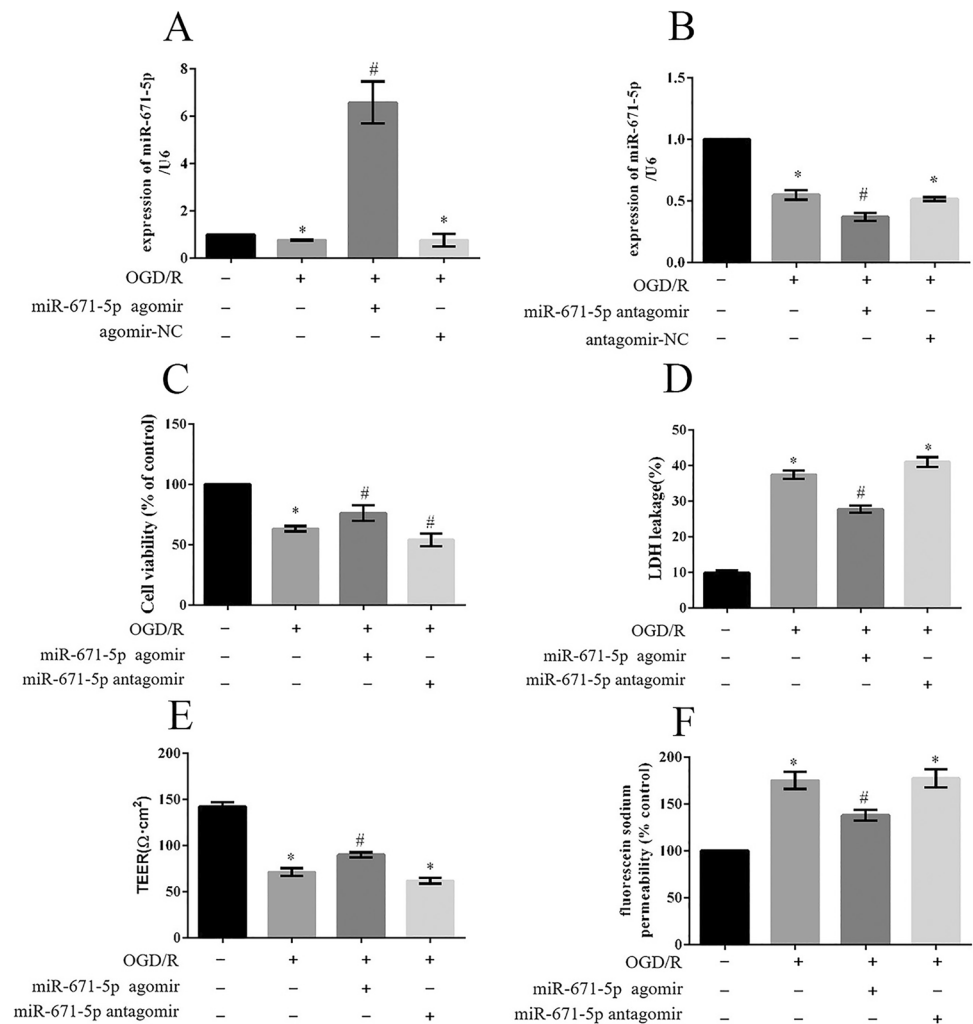 A
expression of miR-671-5p
/U6
8
6
4
2
0
*
#
*
OGD/R
− + + +
miR-671-5p agomir
− − + −
agomir-NC
− − − +
B
expression of miR-671-5p
/U6
1.5
1.0
0.5
0.0
*
#
*
OGD/R
− + + +
miR-671-5p antagomir
− − + −
antagomir-NC
− − − +
C
Cell viability (% of control)
150
100
50
0
*
#
#
OGD/R
− + + +
miR-671-5p agomir
− − + −
miR-671-5p antagomir
− − − +
D
LDH leakage(%)
50
40
30
20
10
0
*
#
*
OGD/R
− + + +
miR-671-5p agomir
− − + −
miR-671-5p antagomir
− − − +
E
TEER(Ω·cm²)
200
150
100
50
0
*
#
*
OGD/R
− + + +
miR-671-5p agomir
− − + −
miR-671-5p antagomir
− − − +
F
fluorescein sodium
permeability (% control)
200
150
100
50
0
*
#
*
OGD/R
− + + +
miR-671-5p agomir
− − + −
miR-671-5p antagomir
− − − +